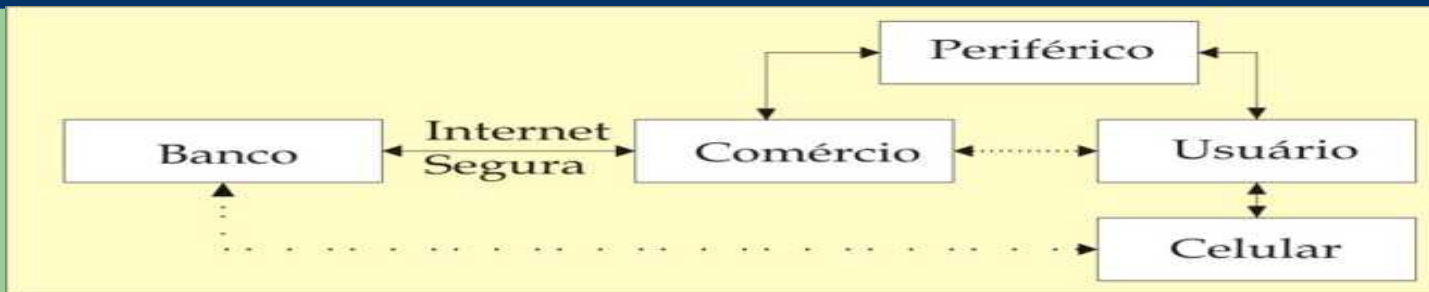 Periférico
Banco
Internet
Segura
Comércio
Usuário
Celular